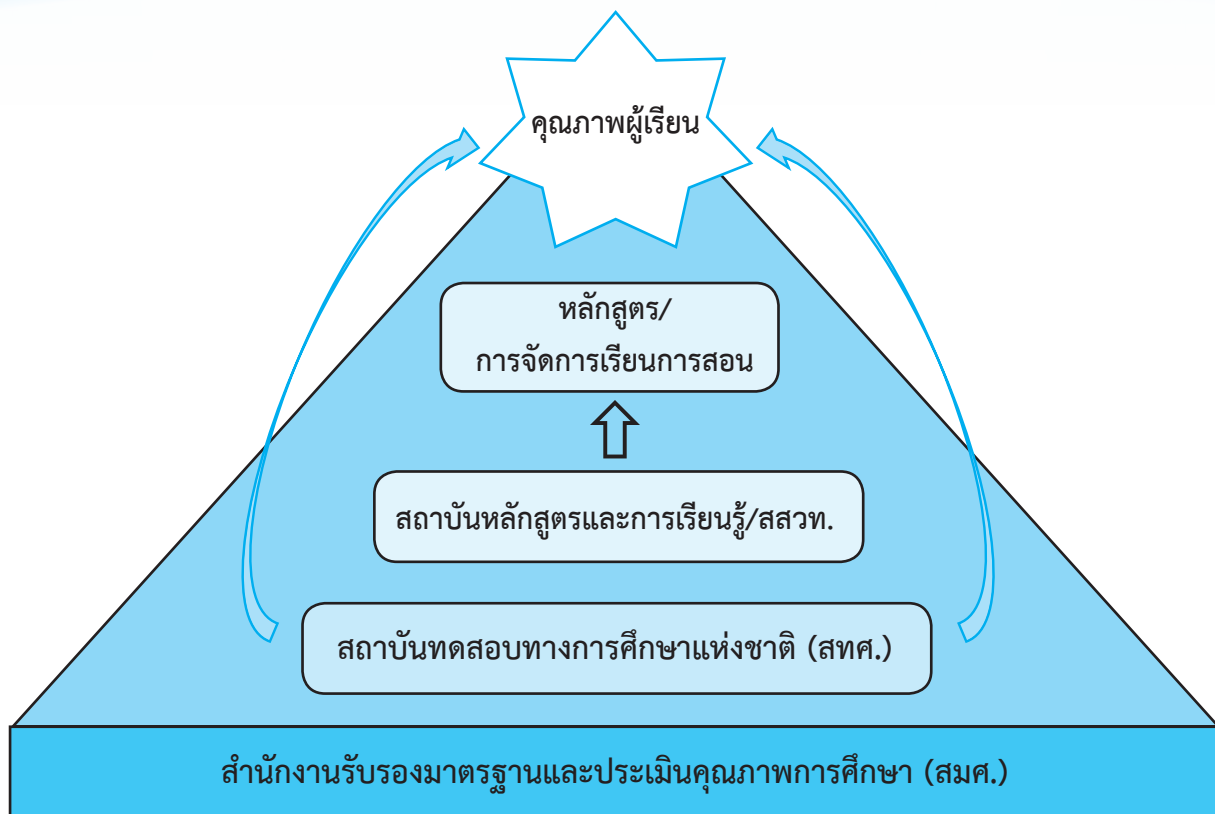 คุณภาพผู้เรียน
หลักสูตร/
การจัดการเรียนการสอน
สถาบันหลักสูตรและการเรียนรู้/สสวท.
สถาบันทดสอบทางการศึกษาแห่งชาติ (สทศ.)
สำนักงานรับรองมาตรฐานและประเมินคุณภาพการศึกษา (สมศ.)